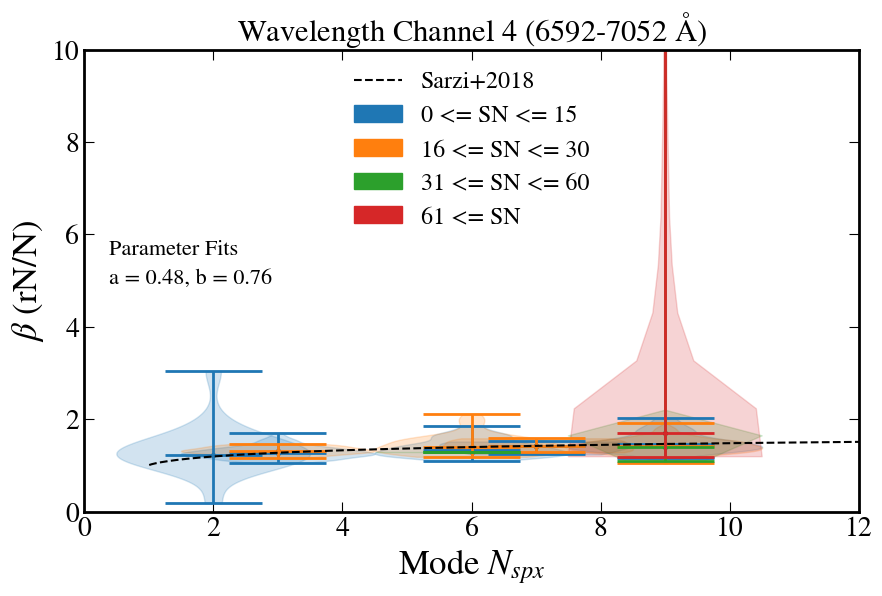 Wavelength Channel 4 (6592-7052 Å)
10
8
6
4
2
0
β (rN/N)
Sarzi+2018
0 <= SN <= 15
16 <= SN <= 30
31 <= SN <= 60
61 <= SN
Parameter Fits
a = 0.48, b = 0.76
0 2 4 6 8 10 12
Mode N_spx